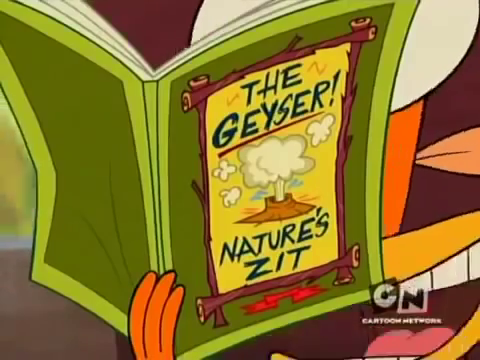 THE
GEYSER!
NATURE'S
ZIT
CN
CARTOON NETWORK